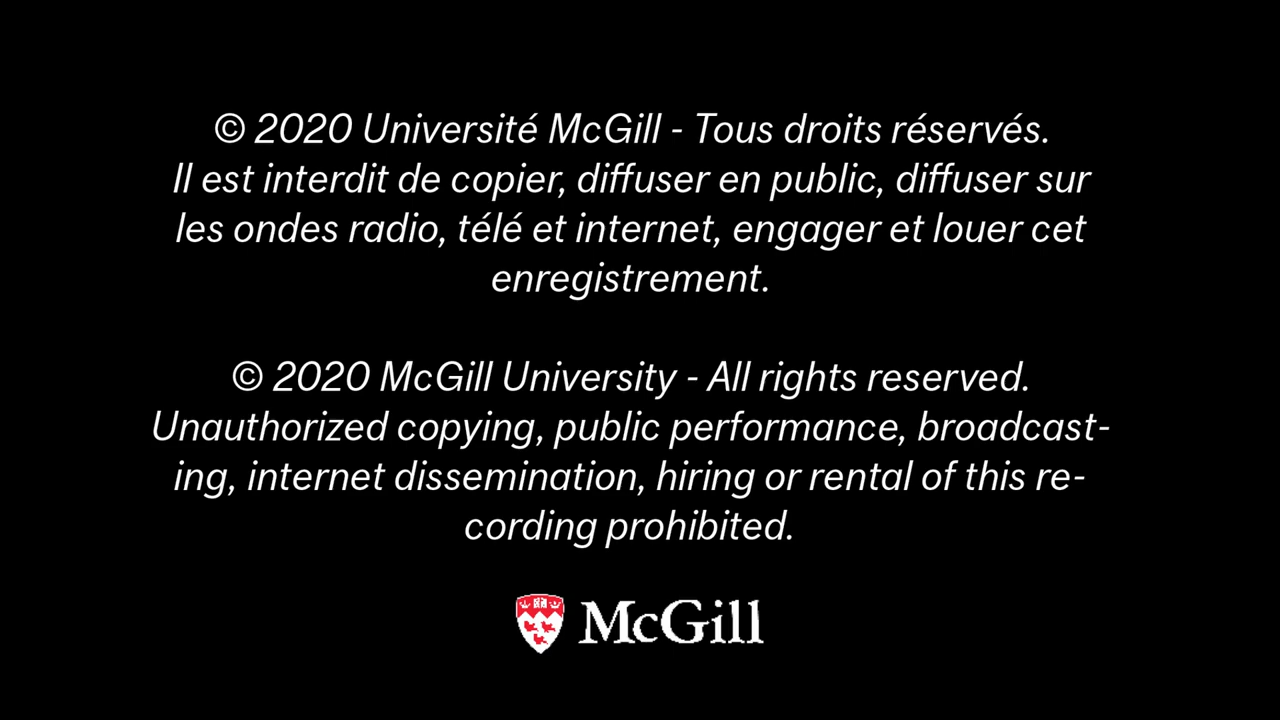 © 2020 Université McGill - Tous droits réservés.
Il est interdit de copier, diffuser en public, diffuser sur
les ondes radio, télé et internet, engager et louer cet
enregistrement.
© 2020 McGill University - All rights reserved.
Unauthorized copying, public performance, broadcast-
ing, internet dissemination, hiring or rental of this re-
cording prohibited.
McGill